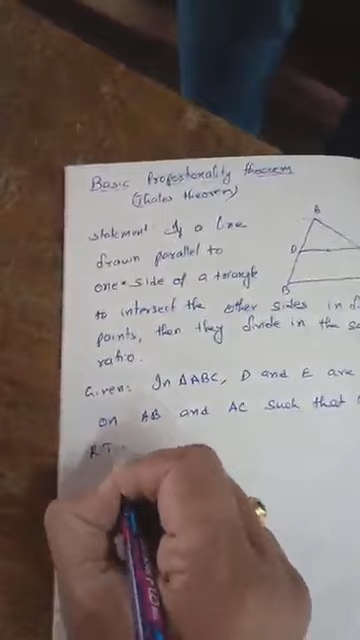 Basic Proportionality theorem
(Thales theorem)
statement If a line
drawn parallel to
one side of a triangle
to intersect the other sides in
points, then they divide in the
ratio.
Given: In ΔABC, D and E are
on AB and AC such that
R.T.
D
B